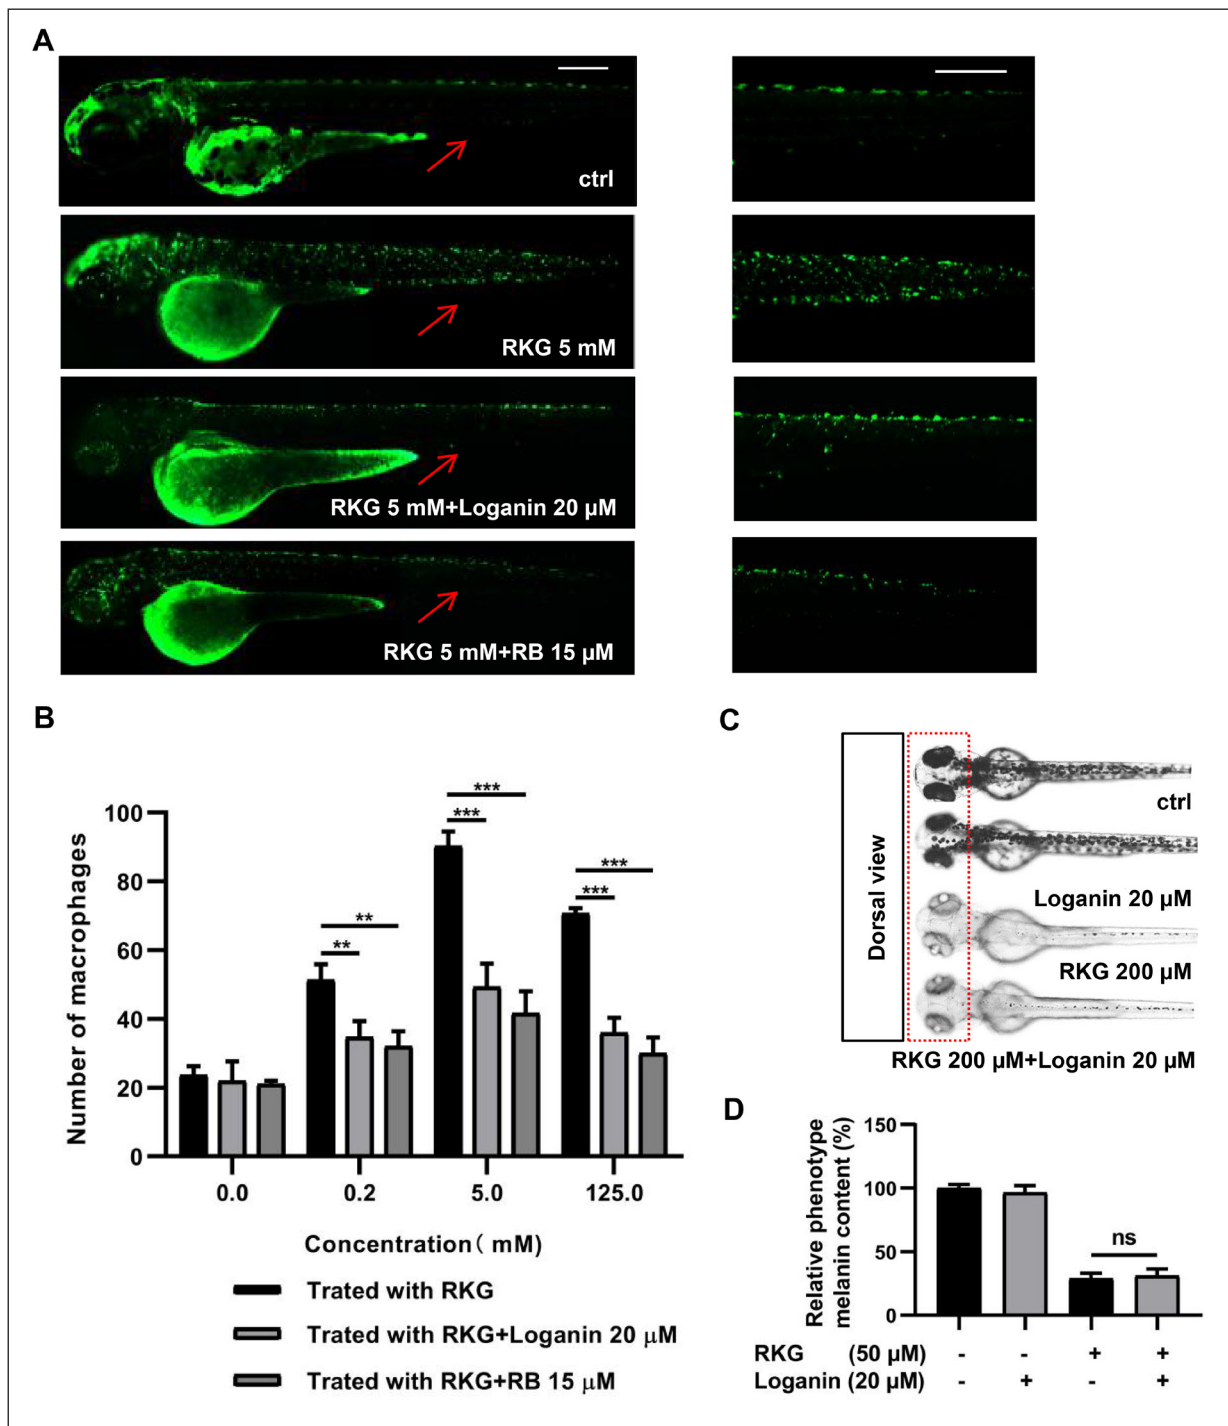 A
ctrl
RKG 5 mM
RKG 5 mM+Loganin 20 µM
RKG 5 mM+RB 15 µM
B
Number of macrophages
100
80
60
40
20
0
***
***
***
***
**
**
0.0 0.2 5.0 125.0
Concentration( mM)
Trated with RKG
Trated with RKG+Loganin 20 µM
Trated with RKG+RB 15 µM
C
Dorsal view
ctrl
Loganin 20 µM
RKG 200 µM
RKG 200 µM+Loganin 20 µM
D
Relative phenotype
melanin content (%)
150
100
50
0
ns
RKG (50 µM) - - + +
Loganin (20 µM) - + - +